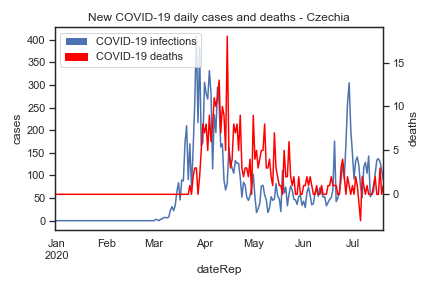 New COVID-19 daily cases and deaths - Czechia
COVID-19 infections
COVID-19 deaths
400
350
300
250
200
150
100
50
0
cases
15
10
5
0
deaths
Jan
2020
Feb
Mar
Apr
May
Jun
Jul
dateRep